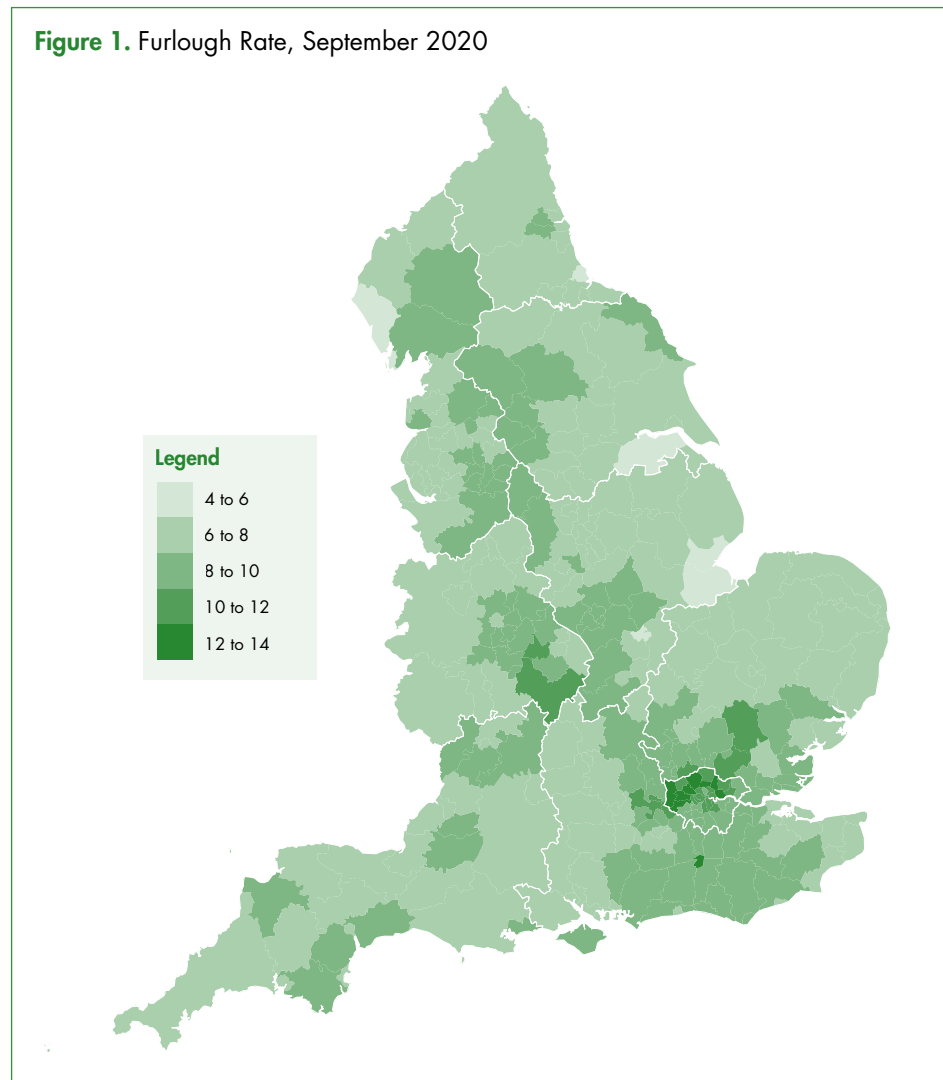 Figure 1. Furlough Rate, September 2020
Legend
4 to 6
6 to 8
8 to 10
10 to 12
12 to 14